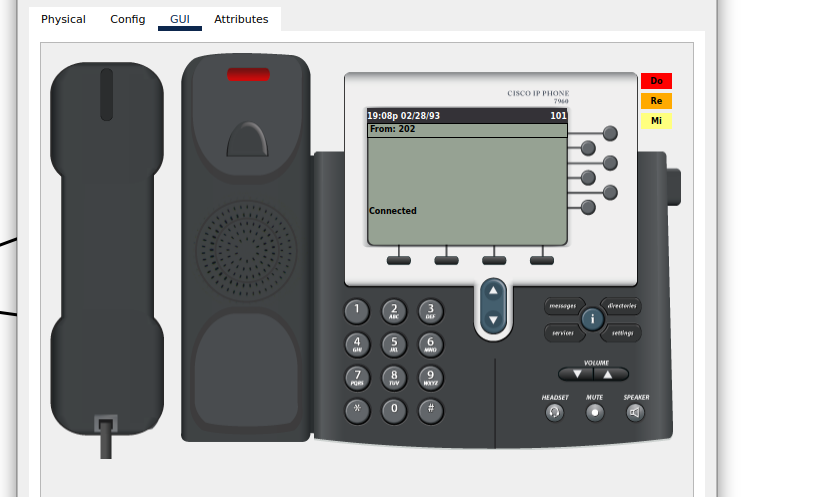 Physical Config GUI Attributes
CISCO IP PHONE
7960
Do
Re
Mi
19:08p 02/28/93 101
From: 202
Connected
1
2 ABC
3 DEF
4 GHI
5 JKL
6 MNO
7 PQRS
8 TUV
9 WXYZ
*
0
#
messages directories
i
services settings
VOLUME
HEADSET MUTE SPEAKER